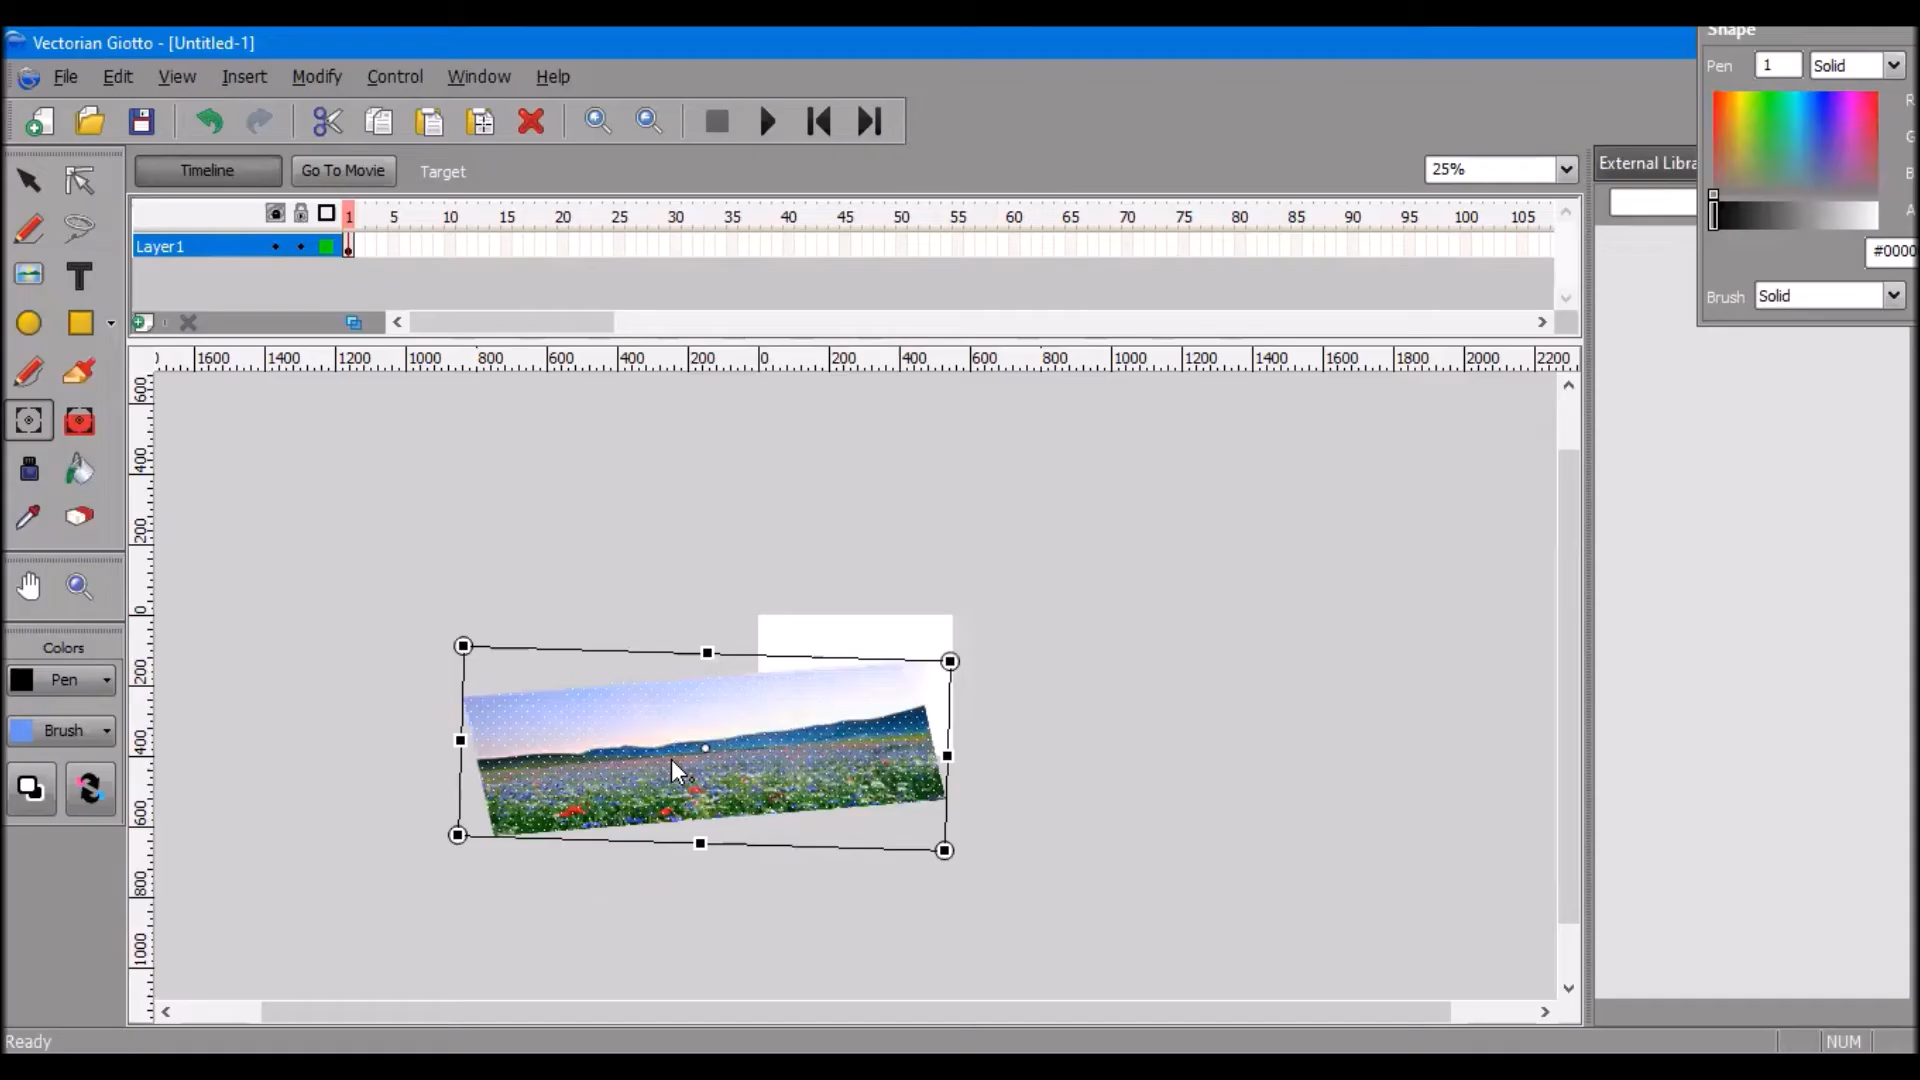 Vectorian Giotto - [Untitled-1]
File Edit View Insert Modify Control Window Help
Shape
Pen 1 Solid
R
G
B
A
#0000
Brush Solid
Timeline Go To Movie Target 25%
External Libra
1 5 10 15 20 25 30 35 40 45 50 55 60 65 70 75 80 85 90 95 100 105
Layer1
1600 1400 1200 1000 800 600 400 200 0 200 400 600 800 1000 1200 1400 1600 1800 2000 2200
600
400
200
0
200
400
600
800
1000
Colors
Pen
Brush
Ready
NUM